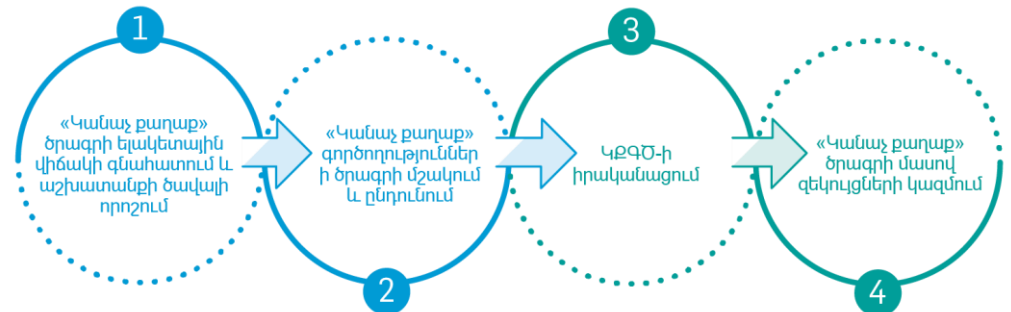 1
«Կանաչ քաղաք»
ծրագրի ելակետային
վիճակի գնահատում և
աշխատանքի ծավալի
որոշում
2
«Կանաչ քաղաք»
գործողություններ
ի ծրագրի մշակում
և ընդունում
3
ԿՔԳԾ-ի
իրականացում
4
«Կանաչ քաղաք»
ծրագրի մասով
զեկույցների կազմում